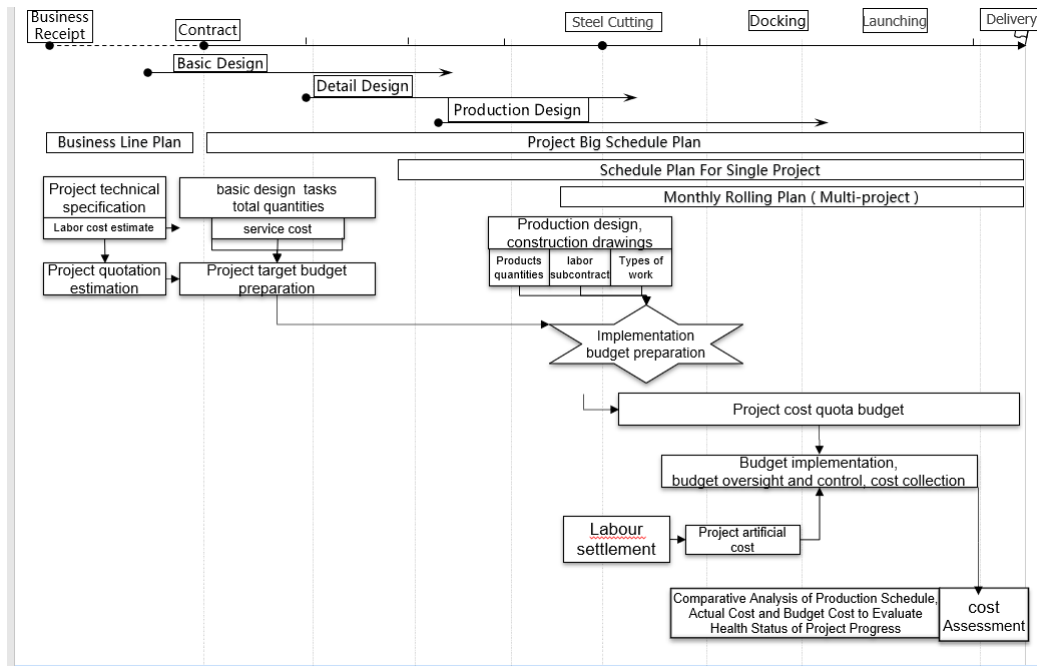 Business
Receipt
Contract
Steel Cutting
Docking
Launching
Delivery
Basic Design
Detail Design
Production Design
Business Line Plan
Project Big Schedule Plan
Schedule Plan For Single Project
Monthly Rolling Plan ( Multi-project )
Project technical
specification
Labor cost estimate
basic design tasks
total quantities
service cost
Production design,
construction drawings
Products
quantities
labor
subcontract
Types of
work
Project quotation
estimation
Project target budget
preparation
Implementation
budget preparation
Project cost quota budget
Budget implementation,
budget oversight and control, cost collection
Labour
settlement
Project artificial
cost
Comparative Analysis of Production Schedule,
Actual Cost and Budget Cost to Evaluate
Health Status of Project Progress
cost
Assessment